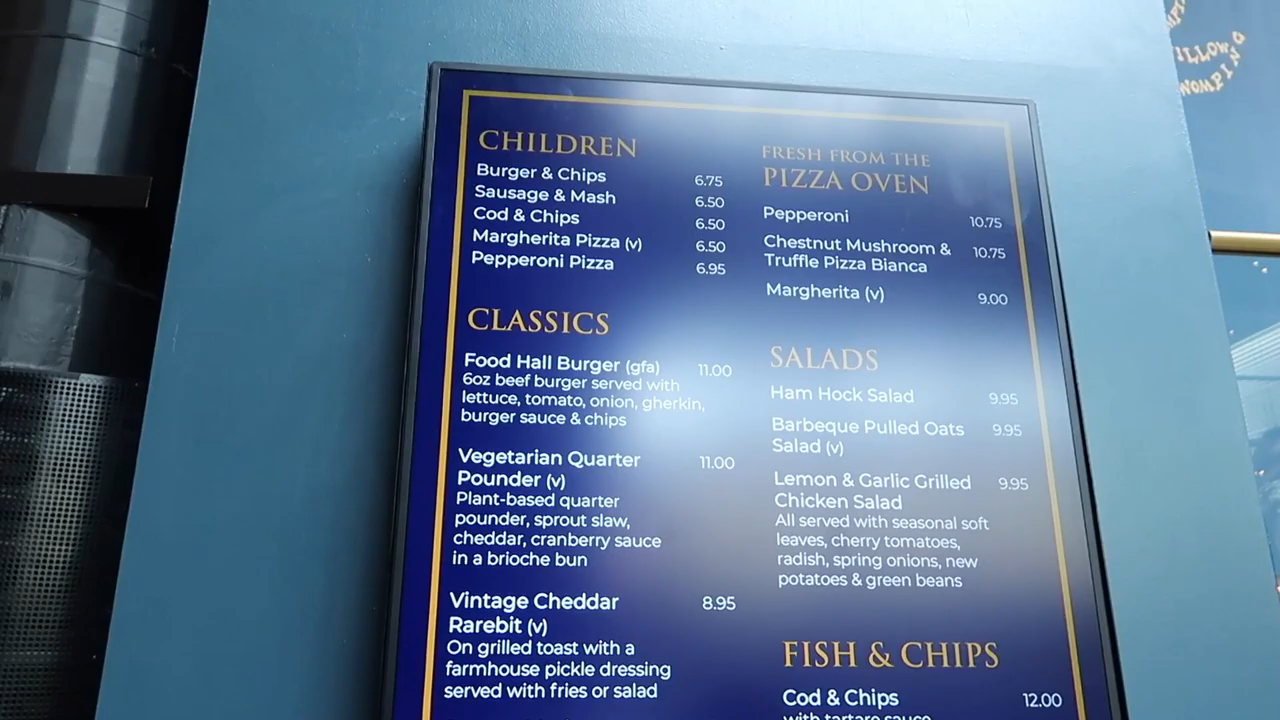 CHILDREN
Burger & Chips 6.75
Sausage & Mash 6.50
Cod & Chips 6.50
Margherita Pizza (v) 6.50
Pepperoni Pizza 6.95
CLASSICS
Food Hall Burger (gfa) 11.00
6oz beef burger served with
lettuce, tomato, onion, gherkin,
burger sauce & chips
Vegetarian Quarter 11.00
Pounder (v)
Plant-based quarter
pounder, sprout slaw,
cheddar, cranberry sauce
in a brioche bun
Vintage Cheddar 8.95
Rarebit (v)
On grilled toast with a
farmhouse pickle dressing
served with fries or salad
FRESH FROM THE
PIZZA OVEN
Pepperoni 10.75
Chestnut Mushroom & 10.75
Truffle Pizza Bianca
Margherita (v) 9.00
SALADS
Ham Hock Salad 9.95
Barbeque Pulled Oats 9.95
Salad (v)
Lemon & Garlic Grilled 9.95
Chicken Salad
All served with seasonal soft
leaves, cherry tomatoes,
radish, spring onions, new
potatoes & green beans
FISH & CHIPS
Cod & Chips 12.00
with tartare sauce